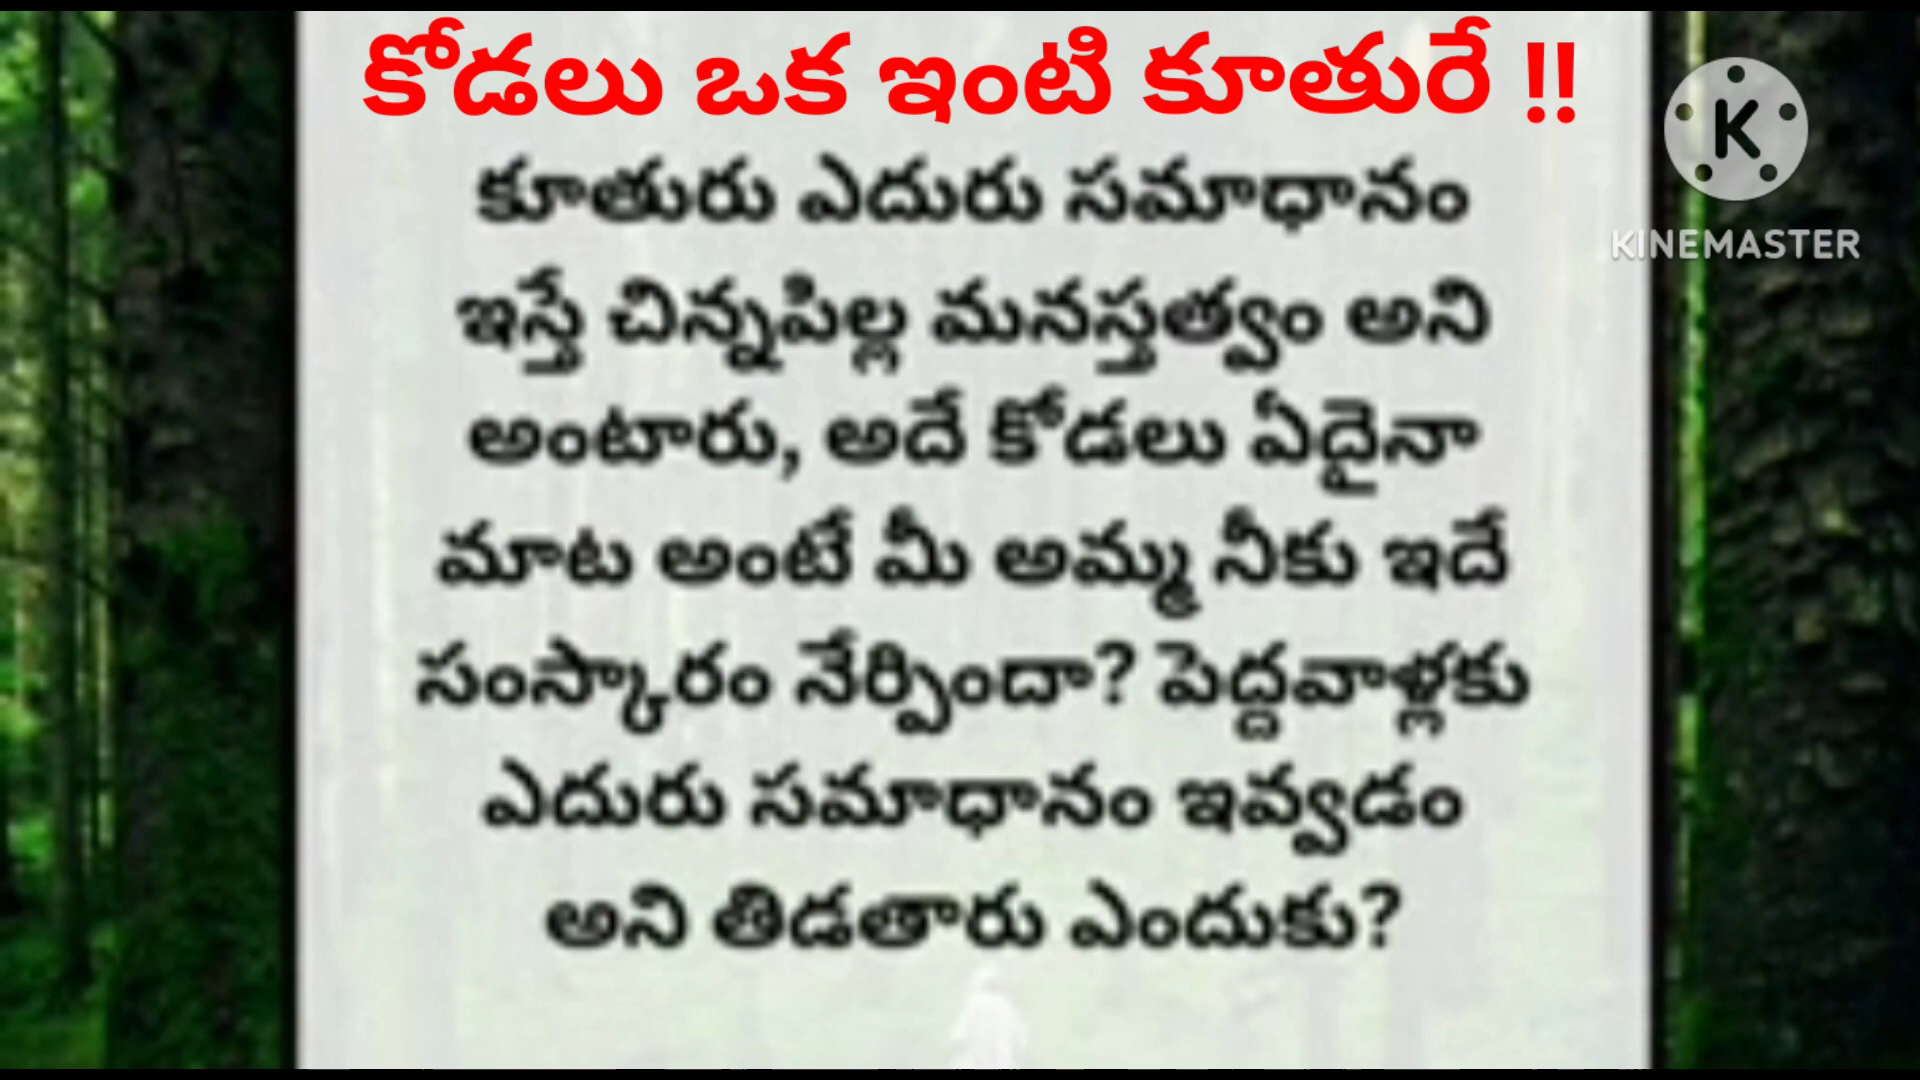 కోడలు ఒక ఇంటి కూతురే !!
కూతురు ఎదురు సమాధానం
ఇస్తే చిన్నపిల్ల మనస్తత్వం అని
అంటారు, అదే కోడలు ఏదైనా
మాట అంటే మీ అమ్మ నీకు ఇదే
సంస్కారం నేర్పిందా? పెద్దవాళ్లకు
ఎదురు సమాధానం ఇవ్వడం
అని తిడతారు ఎందుకు?
K
KINEMASTER